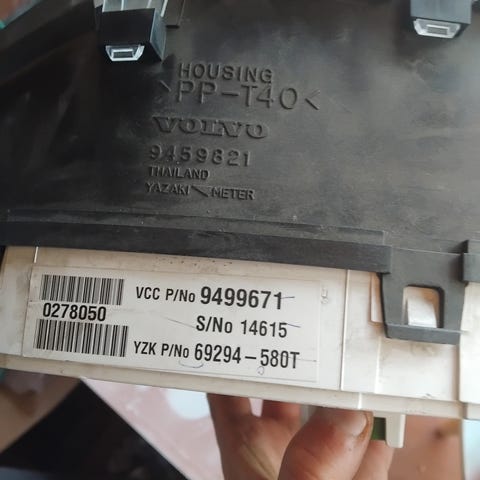 HOUSING
>PP-T40<
VOLVO
9459821
THAILAND
YAZAKI METER
VCC P/No 9499671
0278050
S/No 14615
YZK P/No 69294-580T